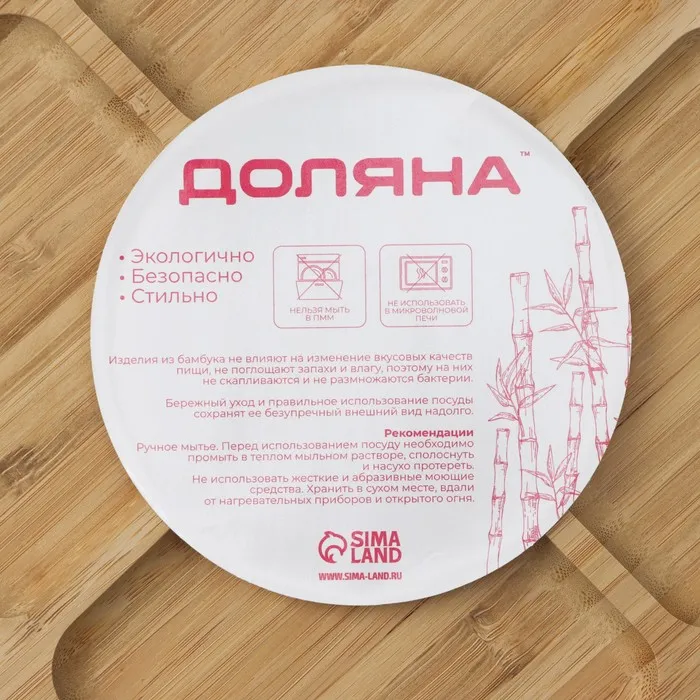 ДОЛЯНА™
• Экологично
• Безопасно
• Стильно
НЕЛЬЗЯ МЫТЬ
В ПММ
НЕ ИСПОЛЬЗОВАТЬ
В МИКРОВОЛНОВОЙ
ПЕЧИ
Изделия из бамбука не влияют на изменение вкусовых качеств
пищи, не поглощают запахи и влагу, поэтому на них
не скапливаются и не размножаются бактерии.
Бережный уход и правильное использование посуды
сохранят ее безупречный внешний вид надолго.
Рекомендации
Ручное мытье. Перед использованием посуду необходимо
промыть в теплом мыльном растворе, сполоснуть
и насухо протереть.
Не использовать жесткие и абразивные моющие
средства. Хранить в сухом месте, вдали
от нагревательных приборов и открытого огня.
SIMA
LAND
WWW.SIMA-LAND.RU